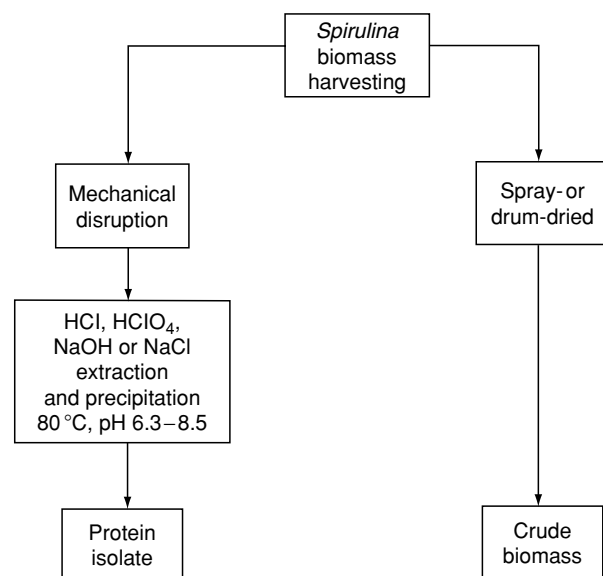 Spirulina
biomass
harvesting
Mechanical
disruption
Spray- or
drum-dried
HCl, HClO₄,
NaOH or NaCl
extraction
and precipitation
80 °C, pH 6.3–8.5
Protein
isolate
Crude
biomass